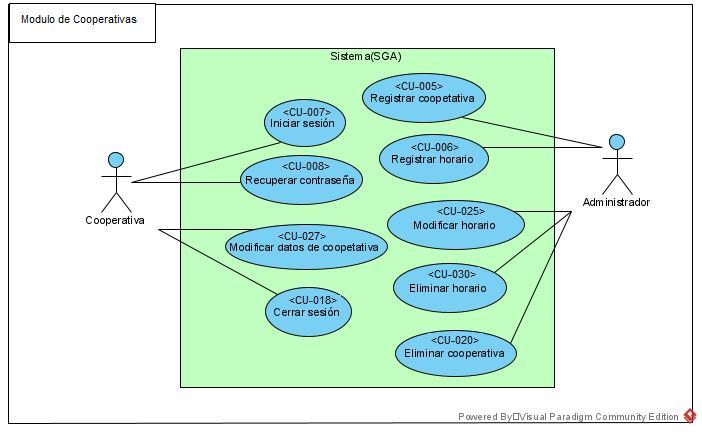 Modulo de Cooperativas
Sistema(SGA)
<CU-005>
Registrar coopetativa
<CU-007>
Iniciar sesión
<CU-006>
Registrar horario
<CU-008>
Recuperar contraseña
Cooperativa
Administrador
<CU-025>
Modificar horario
<CU-027>
Modificar datos de coopetativa
<CU-030>
Eliminar horario
<CU-018>
Cerrar sesión
<CU-020>
Eliminar cooperativa
Powered By□Visual Paradigm Community Edition